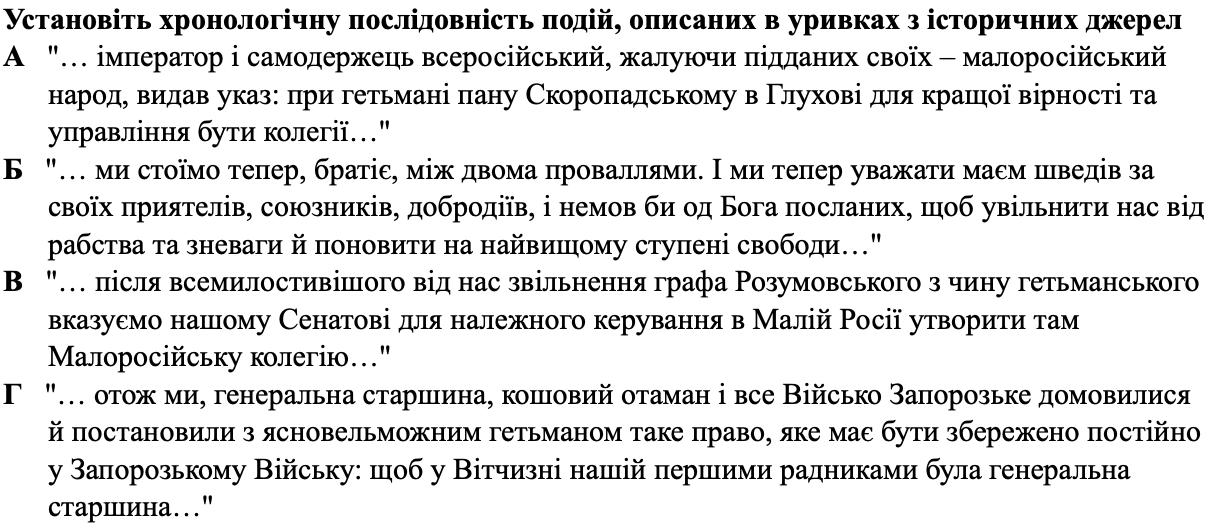 Установіть хронологічну послідовність подій, описаних в уривках з історичних джерел
А "… імператор і самодержець всеросійський, жалуючи підданих своїх – малоросійський
народ, видав указ: при гетьмані пану Скоропадському в Глухові для кращої вірності та
управління бути колегії…"
Б "… ми стоїмо тепер, братіє, між двома проваллями. І ми тепер уважати маєм шведів за
своїх приятелів, союзників, добродіїв, і немов би од Бога посланих, щоб увільнити нас від
рабства та зневаги й поновити на найвищому ступені свободи…"
В "… після всемилостивішого від нас звільнення графа Розумовського з чину гетьманського
вказуємо нашому Сенатові для належного керування в Малій Росії утворити там
Малоросійську колегію…"
Г "… отож ми, генеральна старшина, кошовий отаман і все Військо Запорозьке домовилися
й постановили з ясновельможним гетьманом таке право, яке має бути збережено постійно
у Запорозькому Війську: щоб у Вітчизні нашій першими радниками була генеральна
старшина…"